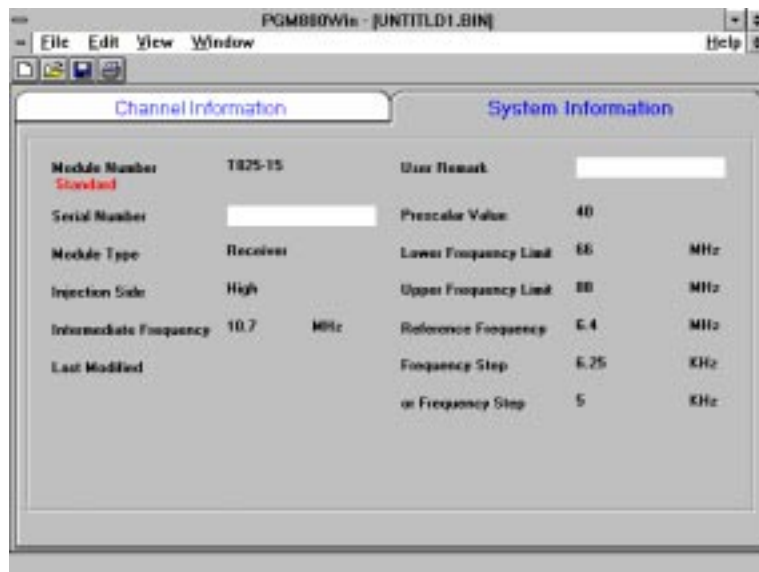 PGM880Win - [UNTITLD1.BIN]
File Edit View Window Help
Channel Information System Information
Module Number T825-15 User Remark
Standard
Serial Number Prescalar Value 40
Module Type Receiver Lower Frequency Limit 66 MHz
Injection Side High Upper Frequency Limit 88 MHz
Intermediate Frequency 10.7 MHz Reference Frequency 6.4 MHz
Last Modified Frequency Step 6.25 KHz
or Frequency Step 5 KHz